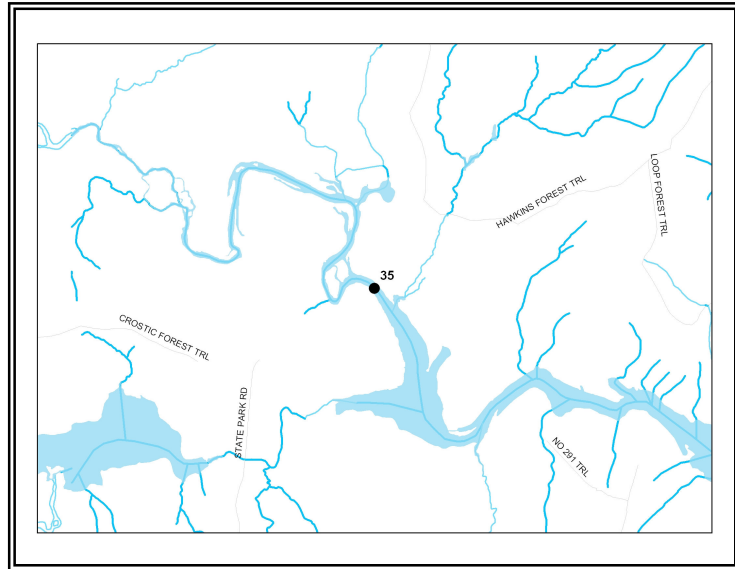 LOOP FOREST TRL
HAWKINS FOREST TRL
35
CROSTIC FOREST TRL
STATE PARK RD
NO 291 TRL